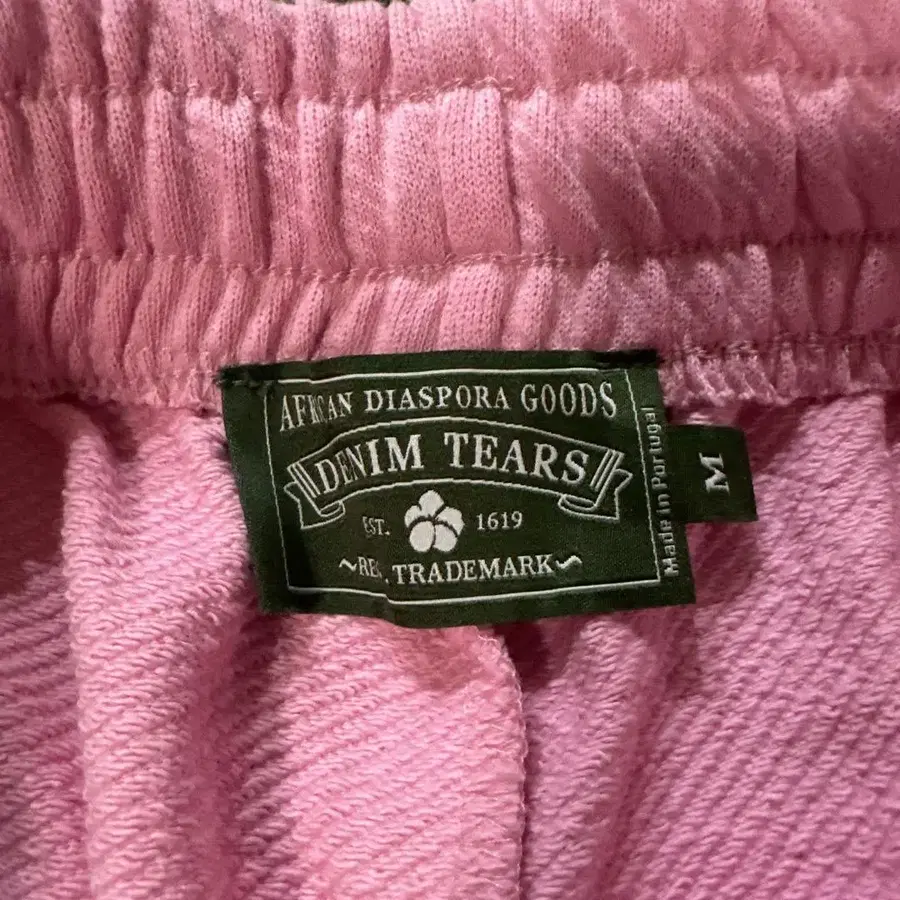 AFRICAN DIASPORA GOODS
DENIM TEARS
EST. 1619
~REG. TRADEMARK~
Made in Portugal
M